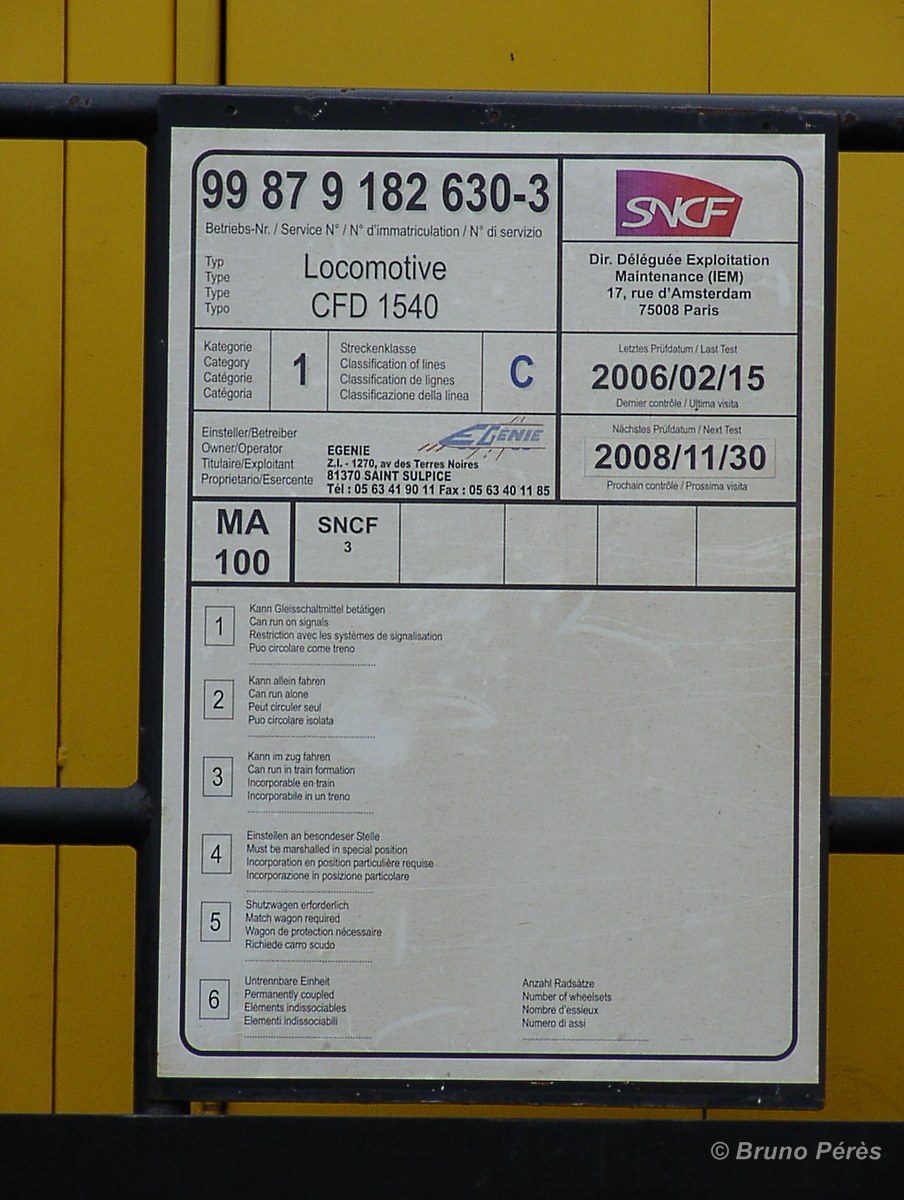 99 87 9 182 630-3
Betriebs-Nr. / Service N° / N° d'immatriculation / N° di servizio
Typ
Type
Type
Typo
Locomotive
CFD 1540
SNCF
Dir. Déléguée Exploitation
Maintenance (IEM)
17, rue d'Amsterdam
75008 Paris
Kategorie
Category
Catégorie
Catégoria
1
Streckenklasse
Classification of lines
Classification de lignes
Classificazione della linea
C
Letztes Prüfdatum / Last Test
2006/02/15
Dernier contrôle / Ultima visita
Einsteller/Betreiber
Owner/Operator
Titulaire/Exploitant
Proprietario/Esercente
EGENIE
EGENIE
Z.I. - 1270, av des Terres Noires
81370 SAINT SULPICE
Tél : 05 63 41 90 11 Fax : 05 63 40 11 85
Nächstes Prüfdatum / Next Test
2008/11/30
Prochain contrôle / Prossima visita
MA
100
SNCF
3
1
Kann Gleisschaltmittel betätigen
Can run on signals
Restriction avec les systèmes de signalisation
Puo circolare come treno
2
Kann allein fahren
Can run alone
Peut circuler seul
Puo circolare isolata
3
Kann im zug fahren
Can run in train formation
Incorporable en train
Incorporabile in un treno
4
Einstellen an besondeser Stelle
Must be marshalled in special position
Incorporation en position particulière requise
Incorporazione in posizione particolare
5
Shutzwagen erforderlich
Match wagon required
Wagon de protection nécessaire
Richiede carro scudo
6
Untrennbare Einheit
Permanently coupled
Eléments indissociables
Elementi indissociabili
Anzahl Radsätze
Number of wheelsets
Nombre d'essieux
Numero di assi
© Bruno Pérès